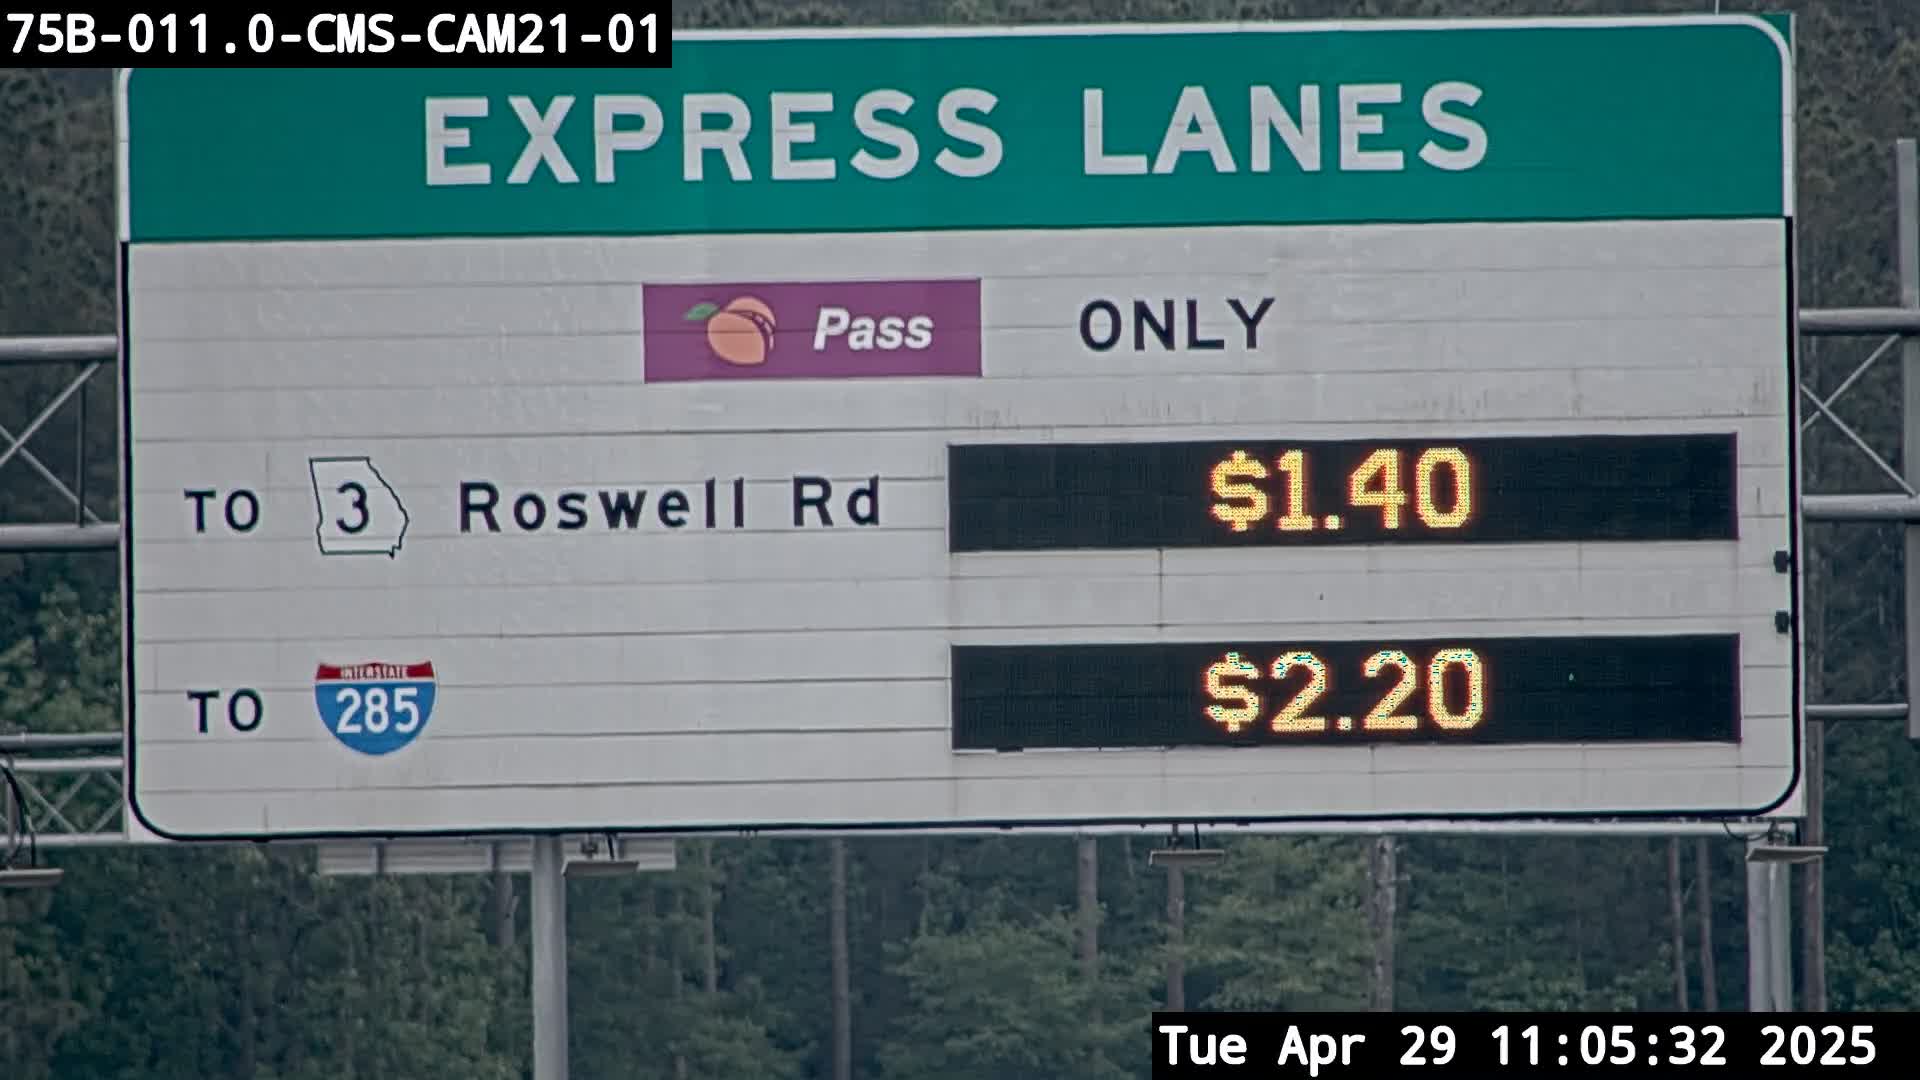 75B-011.0-CMS-CAM21-01
EXPRESS LANES
Pass ONLY
TO 3 Roswell Rd $1.40
INTERSTATE
TO 285 $2.20
Tue Apr 29 11:05:32 2025